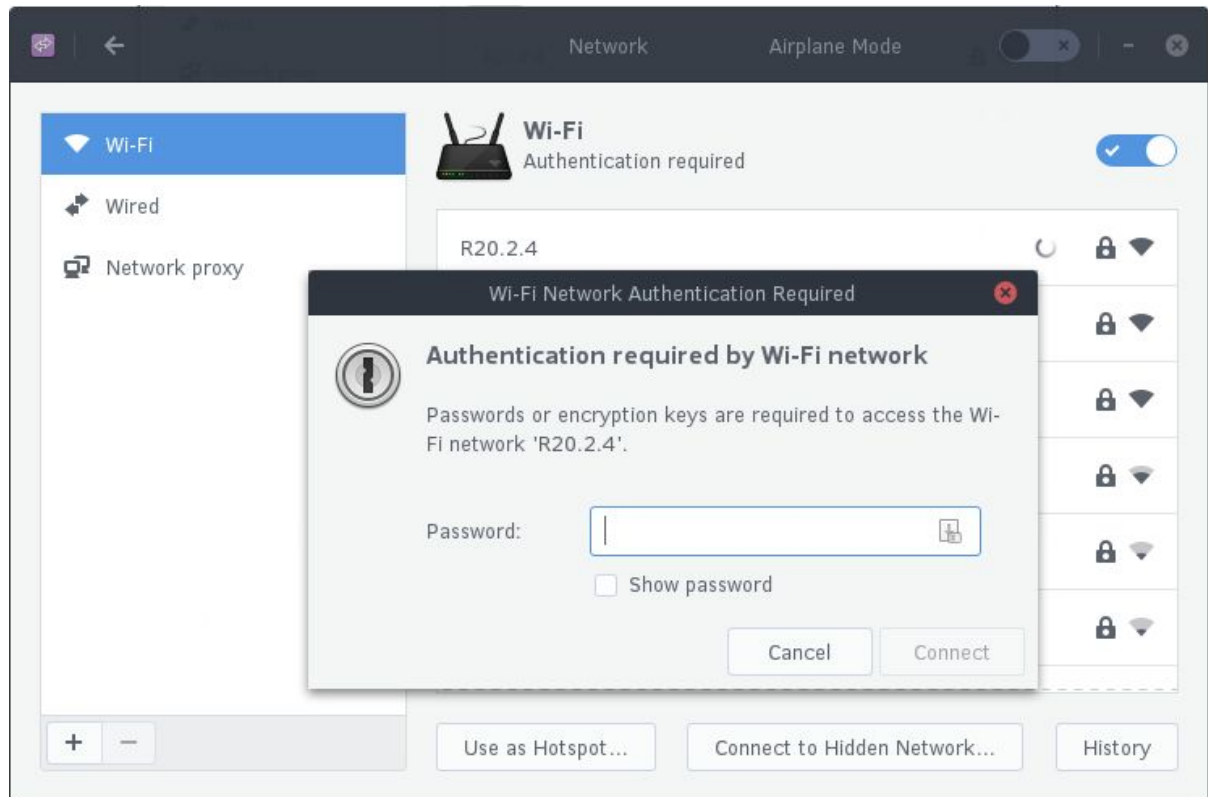 Network
Airplane Mode
Wi-Fi
Wired
Network proxy
Wi-Fi
Authentication required
R20.2.4
Wi-Fi Network Authentication Required
Authentication required by Wi-Fi network
Passwords or encryption keys are required to access the Wi-
Fi network 'R20.2.4'.
Password:
Show password
Cancel
Connect
Use as Hotspot...
Connect to Hidden Network...
History